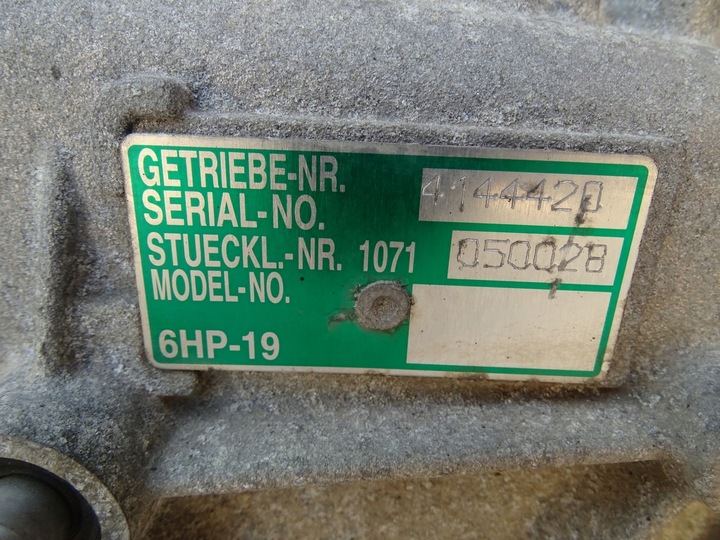 GETRIEBE-NR.
SERIAL-NO. 4144420
STUECKL.-NR. 1071 050028
MODEL-NO.
6HP-19